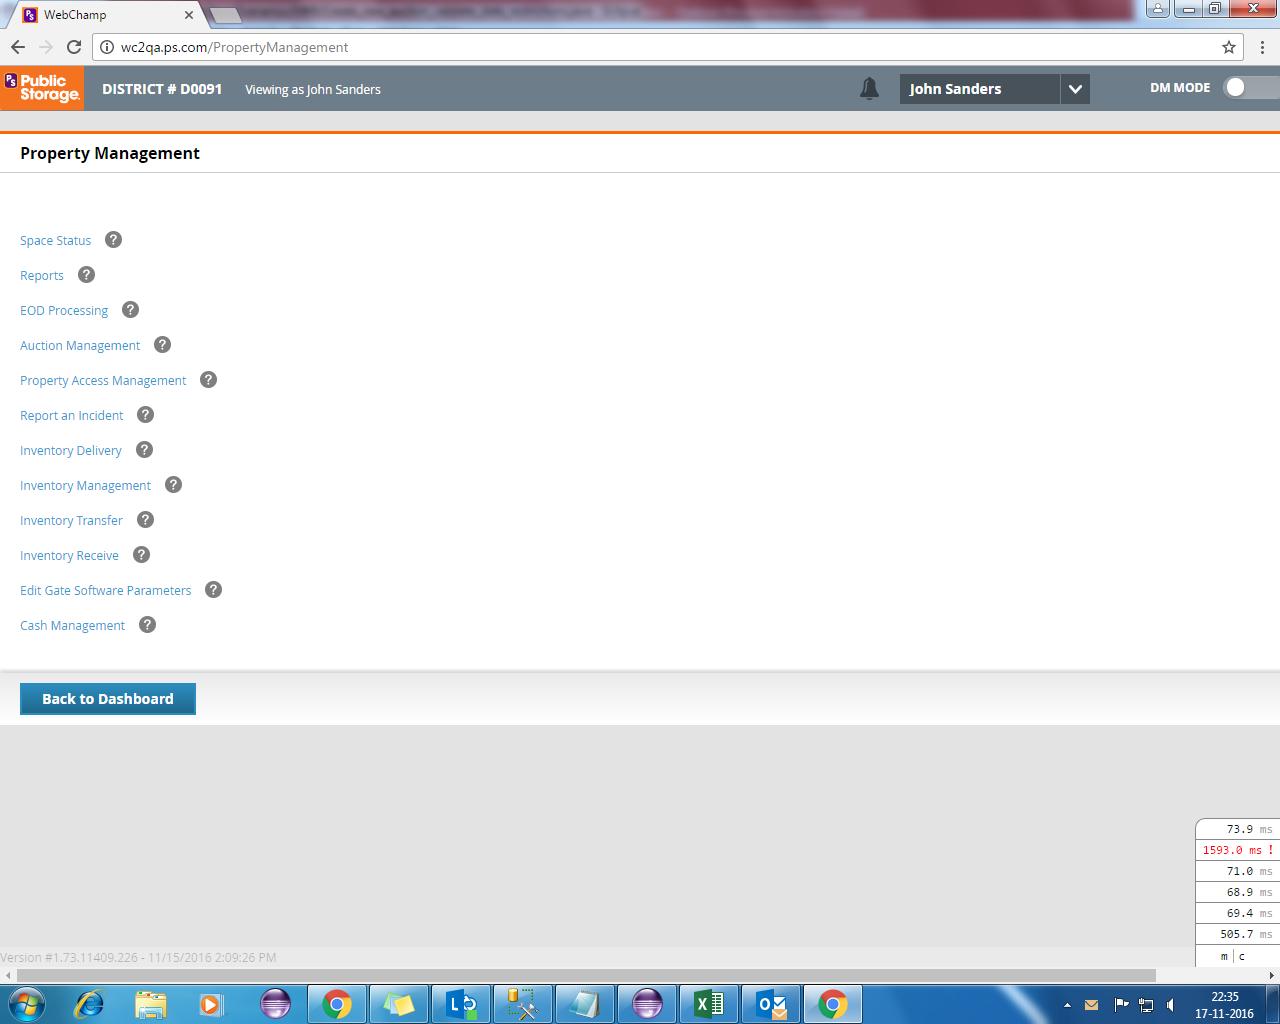 WebChamp
wc2qa.ps.com/PropertyManagement
PS Public Storage.
DISTRICT # D0091
Viewing as John Sanders
John Sanders
DM MODE
Property Management
Space Status ?
Reports ?
EOD Processing ?
Auction Management ?
Property Access Management ?
Report an Incident ?
Inventory Delivery ?
Inventory Management ?
Inventory Transfer ?
Inventory Receive ?
Edit Gate Software Parameters ?
Cash Management ?
Back to Dashboard
73.9 ms
1593.0 ms !
71.0 ms
68.9 ms
69.4 ms
505.7 ms
m | c
Version #1.73.11409.226 - 11/15/2016 2:09:26 PM
22:35
17-11-2016